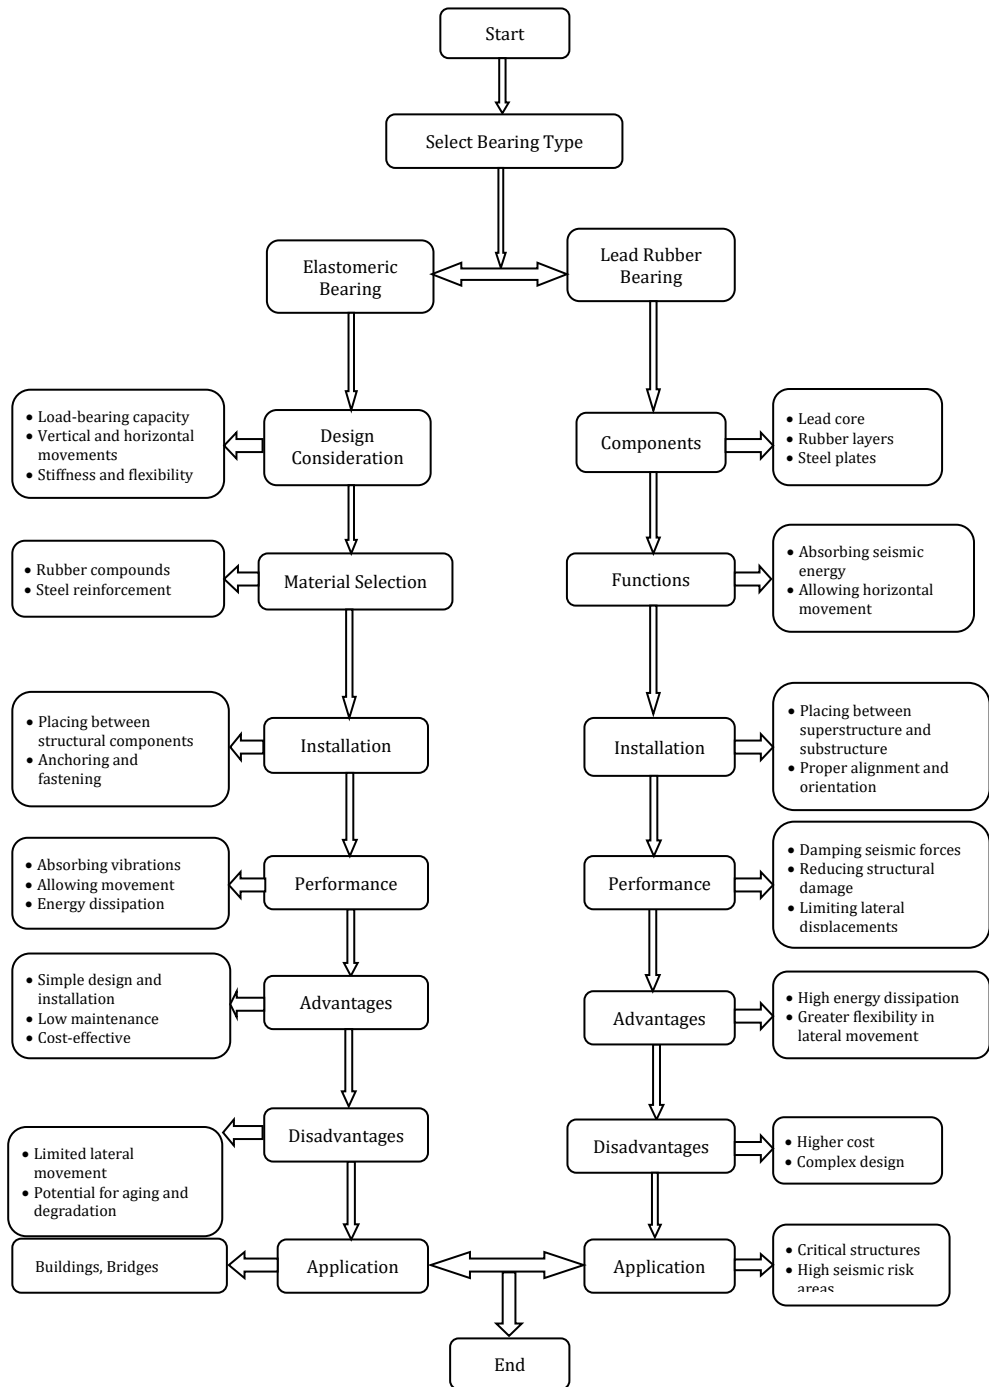 Start
Select Bearing Type
Elastomeric
Bearing
Lead Rubber
Bearing
• Load-bearing capacity
• Vertical and horizontal
movements
• Stiffness and flexibility
Design
Consideration
Components
• Lead core
• Rubber layers
• Steel plates
• Rubber compounds
• Steel reinforcement
Material Selection
Functions
• Absorbing seismic
energy
• Allowing horizontal
movement
• Placing between
structural components
• Anchoring and
fastening
Installation
Installation
• Placing between
superstructure and
substructure
• Proper alignment and
orientation
• Absorbing vibrations
• Allowing movement
• Energy dissipation
Performance
Performance
• Damping seismic forces
• Reducing structural
damage
• Limiting lateral
displacements
• Simple design and
installation
• Low maintenance
• Cost-effective
Advantages
Advantages
• High energy dissipation
• Greater flexibility in
lateral movement
• Limited lateral
movement
• Potential for aging and
degradation
Disadvantages
Disadvantages
• Higher cost
• Complex design
Buildings, Bridges
Application
Application
• Critical structures
• High seismic risk
areas
End